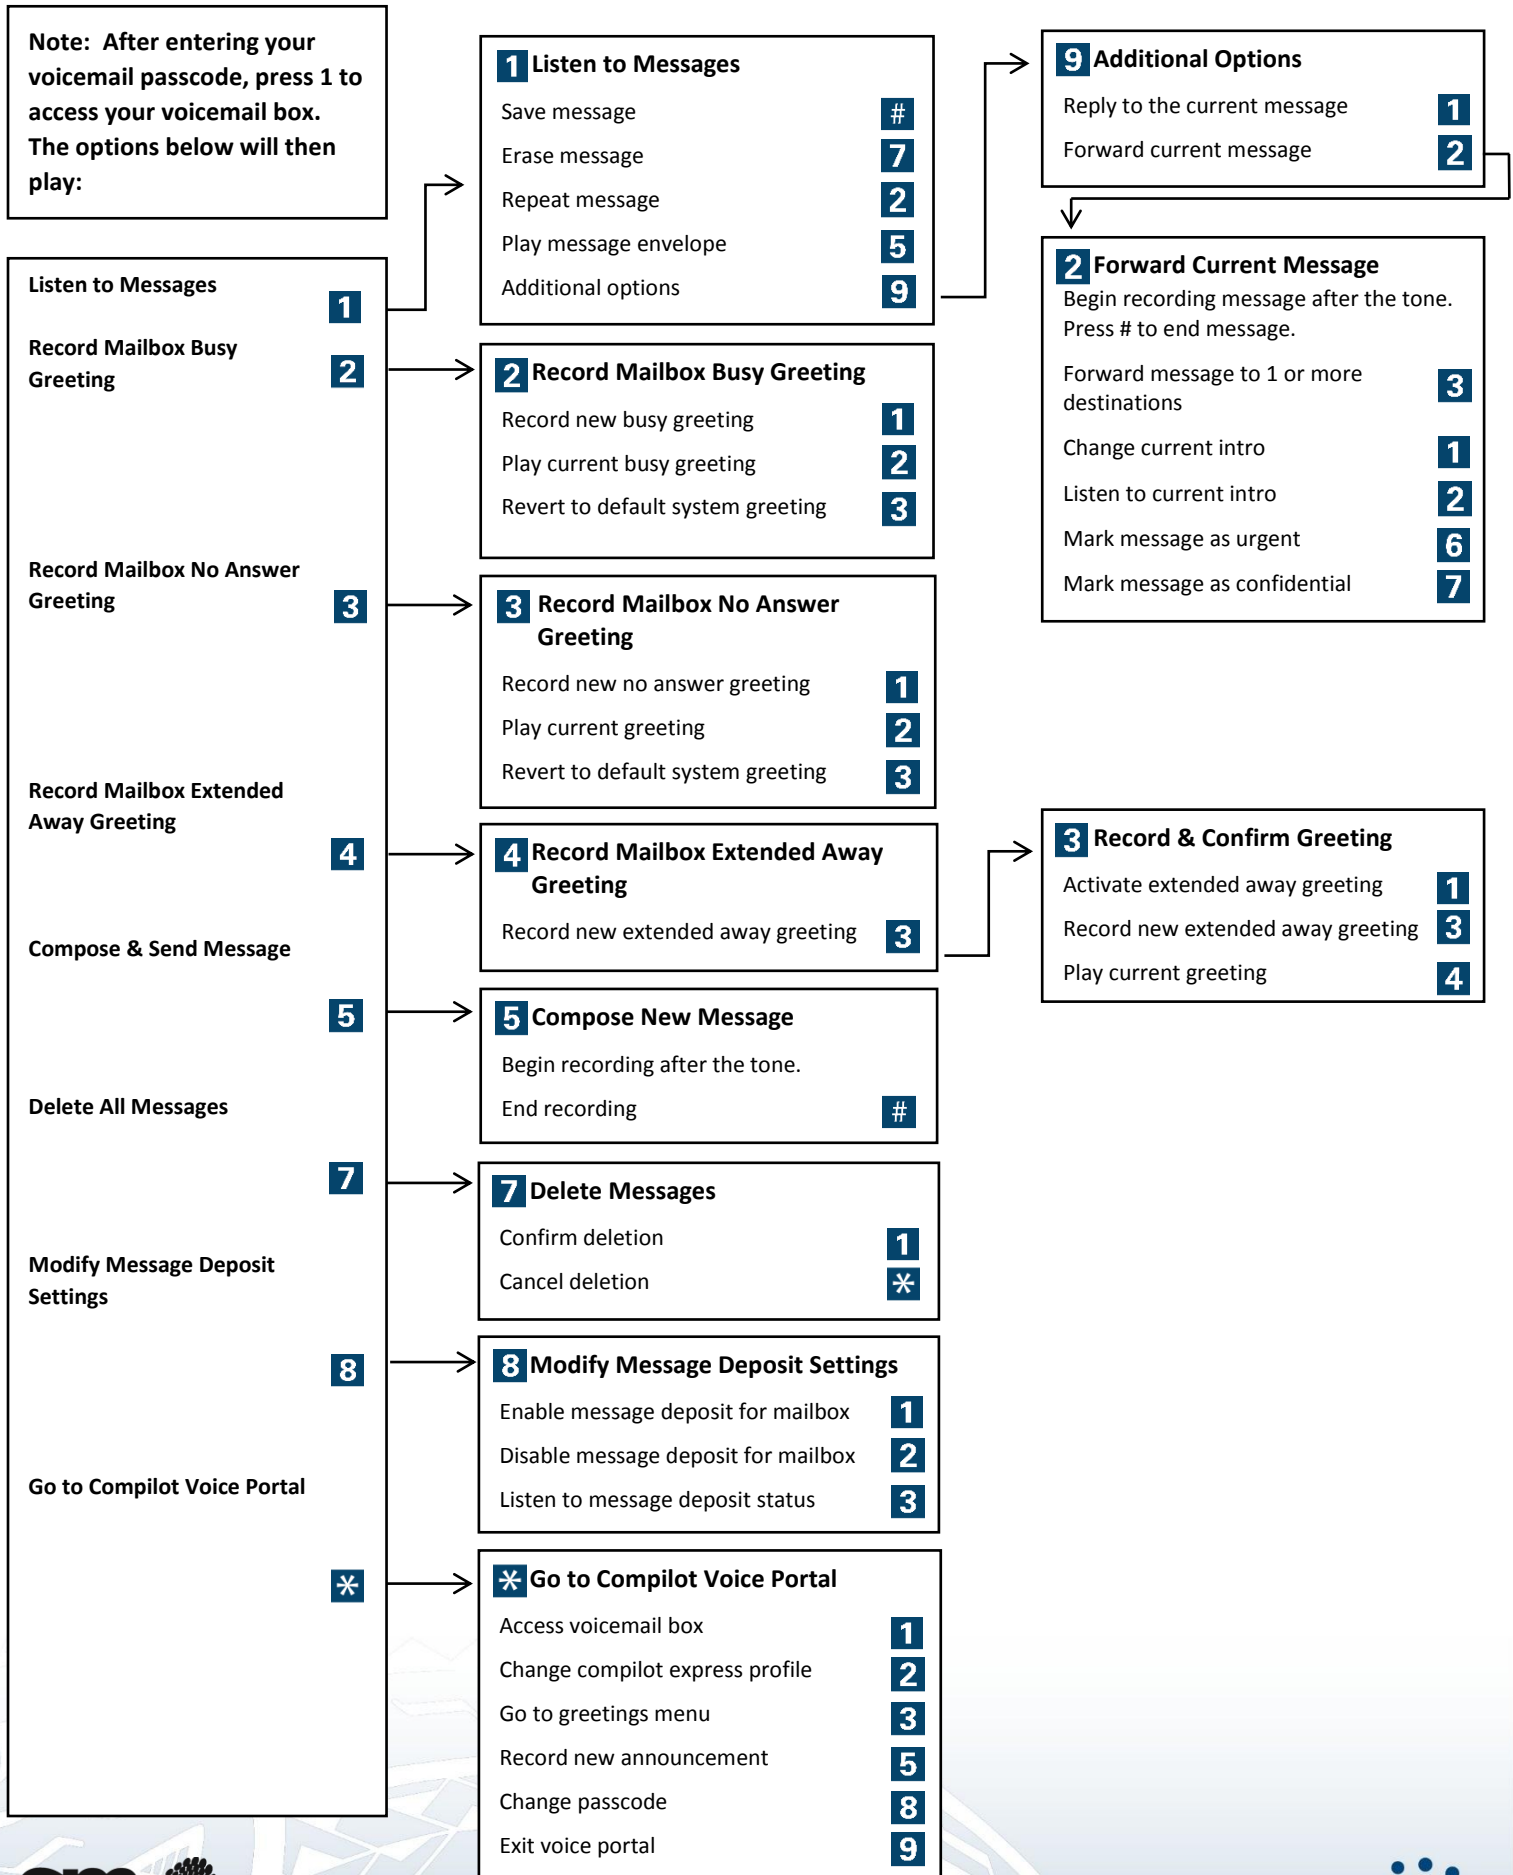 Note: After entering your
voicemail passcode, press 1 to
access your voicemail box.
The options below will then
play:
Listen to Messages
1
Record Mailbox Busy
Greeting 2
Record Mailbox No Answer
Greeting 3
Record Mailbox Extended
Away Greeting
4
Compose & Send Message
5
Delete All Messages
7
Modify Message Deposit
Settings
8
Go to Compilot Voice Portal
*
1 Listen to Messages
Save message #
Erase message 7
Repeat message 2
Play message envelope 5
Additional options 9
2 Record Mailbox Busy Greeting
Record new busy greeting 1
Play current busy greeting 2
Revert to default system greeting 3
3 Record Mailbox No Answer
Greeting
Record new no answer greeting 1
Play current greeting 2
Revert to default system greeting 3
4 Record Mailbox Extended Away
Greeting
Record new extended away greeting 3
5 Compose New Message
Begin recording after the tone.
End recording #
7 Delete Messages
Confirm deletion 1
Cancel deletion *
8 Modify Message Deposit Settings
Enable message deposit for mailbox 1
Disable message deposit for mailbox 2
Listen to message deposit status 3
* Go to Compilot Voice Portal
Access voicemail box 1
Change compilot express profile 2
Go to greetings menu 3
Record new announcement 5
Change passcode 8
Exit voice portal 9
9 Additional Options
Reply to the current message 1
Forward current message 2
2 Forward Current Message
Begin recording message after the tone.
Press # to end message.
Forward message to 1 or more
destinations 3
Change current intro 1
Listen to current intro 2
Mark message as urgent 6
Mark message as confidential 7
3 Record & Confirm Greeting
Activate extended away greeting 1
Record new extended away greeting 3
Play current greeting 4